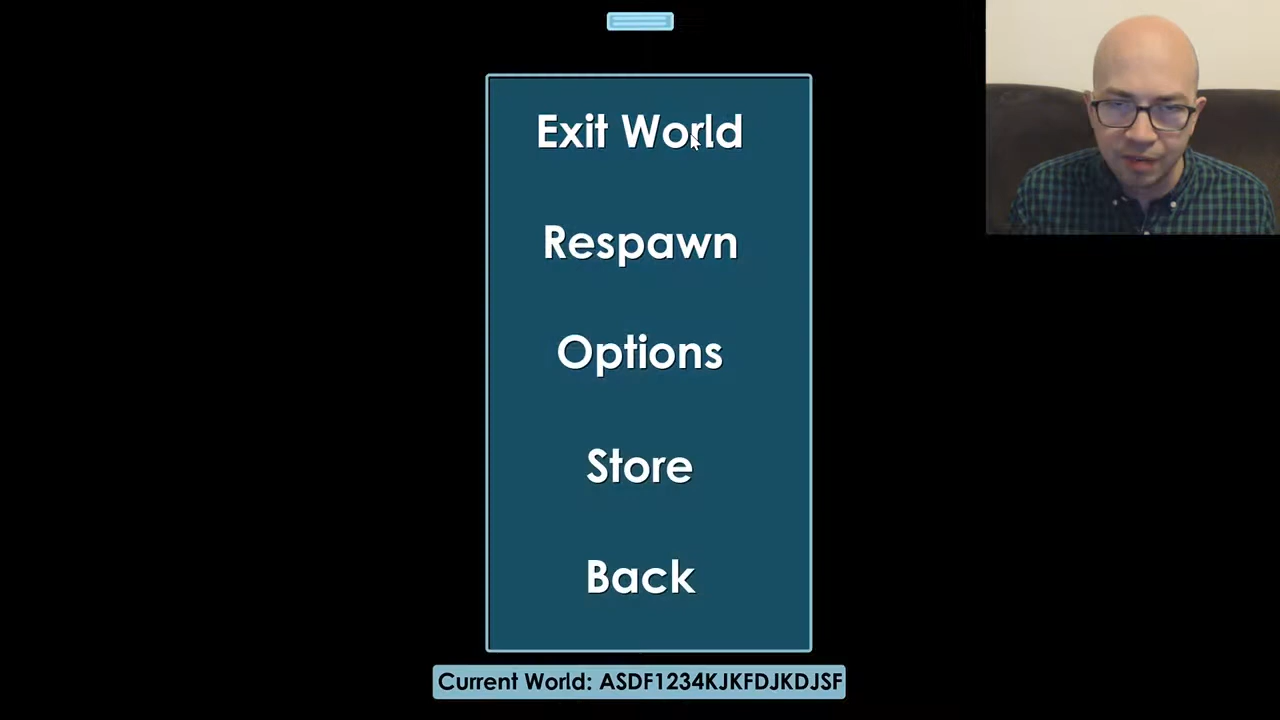 Exit World
Respawn
Options
Store
Back
Current World: ASDF1234KJKFDJKDJSF